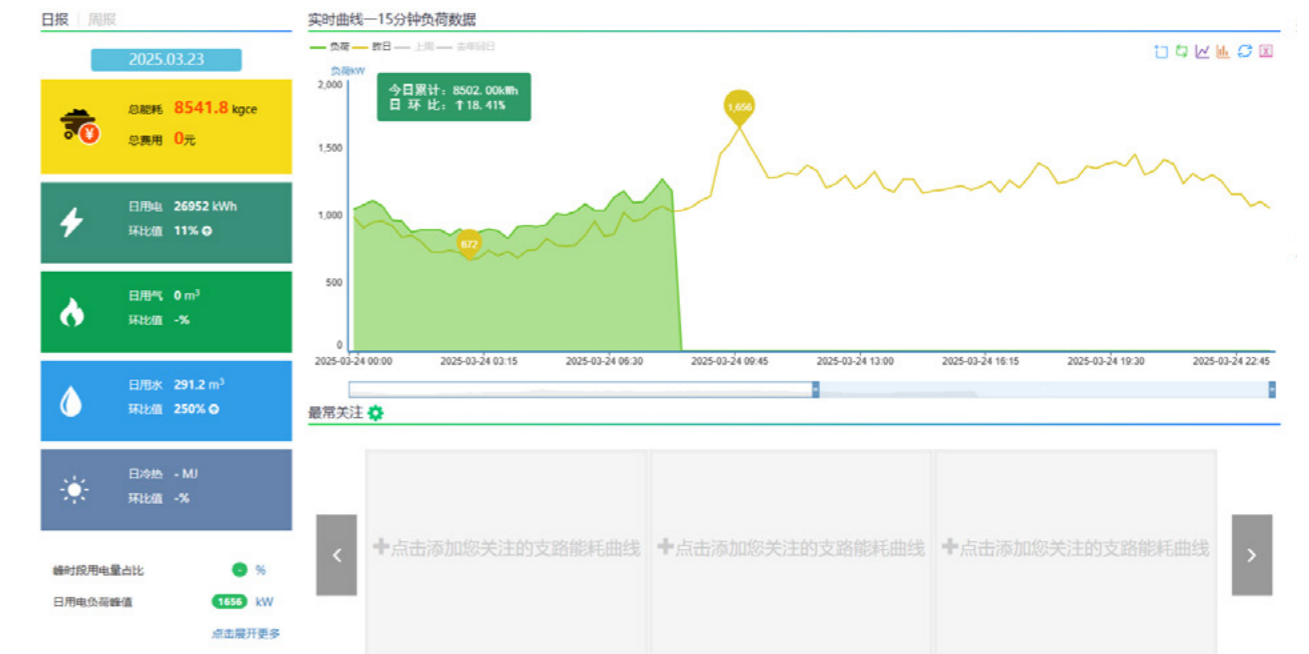 日报 周报
2025.03.23
总能耗 8541.8 kgce
总费用 0元
日用电 26952 kWh
环比值 11%
日用气 0 m³
环比值 -%
日用水 291.2 m³
环比值 250%
日冷热 - MJ
环比值 -%
峰时段用电量占比 - %
日用电负荷峰值 1656 kW
点击展开更多
实时曲线—15分钟负荷数据
负荷 昨日 上周 去年同日
负荷kW
今日累计：8502.00kWh
日 环 比：↑18.41%
2,000
1,500
1,000
500
0
1,656
672
2025-03-24 00:00 2025-03-24 03:15 2025-03-24 06:30 2025-03-24 09:45 2025-03-24 13:00 2025-03-24 16:15 2025-03-24 19:30 2025-03-24 22:45
最常关注
+点击添加您关注的支路能耗曲线 +点击添加您关注的支路能耗曲线 +点击添加您关注的支路能耗曲线